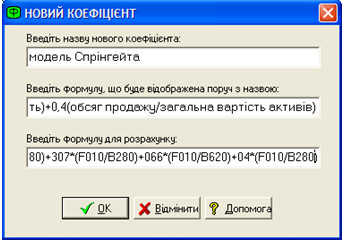 НОВИЙ КОЕФІЦІЄНТ
Введіть назву нового коефіцієнта:
модель Спрінгейта
Введіть формулу, що буде відображена поруч з назвою:
ть)+0,4(обсяг продажу/загальна вартість активів)
Введіть формулу для розрахунку:
80)+307*(F010/B280)+066*(F010/B620)+04*(F010/B280)
OK
Відмінити
Допомога